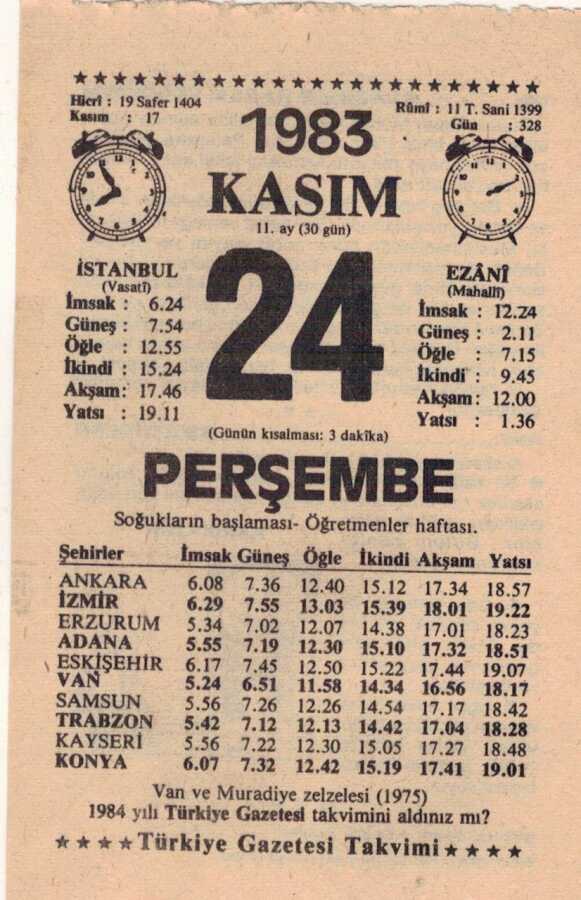 Hicrî : 19 Safer 1404
Kasım : 17
1983
Rûmî : 11 T. Sani 1399
Gün : 328
KASIM
11. ay (30 gün)
24
İSTANBUL
(Vasatî)
İmsak : 6.24
Güneş : 7.54
Öğle : 12.55
İkindi : 15.24
Akşam: 17.46
Yatsı : 19.11
EZÂNÎ
(Mahallî)
İmsak : 12.24
Güneş : 2.11
Öğle : 7.15
İkindi : 9.45
Akşam: 12.00
Yatsı : 1.36
(Günün kısalması: 3 dakîka)
PERŞEMBE
Soğukların başlaması- Öğretmenler haftası.
Şehirler İmsak Güneş Öğle İkindi Akşam Yatsı
ANKARA 6.08 7.36 12.40 15.12 17.34 18.57
İZMİR 6.29 7.55 13.03 15.39 18.01 19.22
ERZURUM 5.34 7.02 12.07 14.38 17.01 18.23
ADANA 5.55 7.19 12.30 15.10 17.32 18.51
ESKİŞEHİR 6.17 7.45 12.50 15.22 17.44 19.07
VAN 5.24 6.51 11.58 14.34 16.56 18.17
SAMSUN 5.56 7.26 12.26 14.54 17.17 18.42
TRABZON 5.42 7.12 12.13 14.42 17.04 18.28
KAYSERİ 5.56 7.22 12.30 15.05 17.27 18.48
KONYA 6.07 7.32 12.42 15.19 17.41 19.01
Van ve Muradiye zelzelesi (1975)
1984 yılı Türkiye Gazetesi takvimini aldınız mı?
Türkiye Gazetesi Takvimi